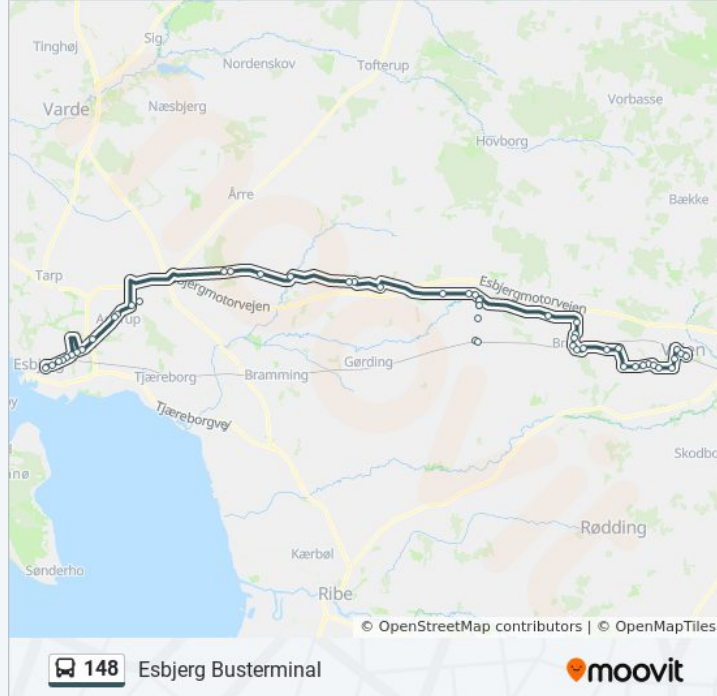 Tinghøj
Sig
Nordenskov
Tofterup
Varde
Næsbjerg
Vorbasse
Hovborg
Bække
Årre
Tarp
Esbjergmotorvejen
Gørding
Tjæreborg
Bramming
Tjæreborgvej
Skodbo
Rødding
Kærbøl
Sønderho
Ribe
© OpenStreetMap contributors | © OpenMapTiles
148 Esbjerg Busterminal
moovit